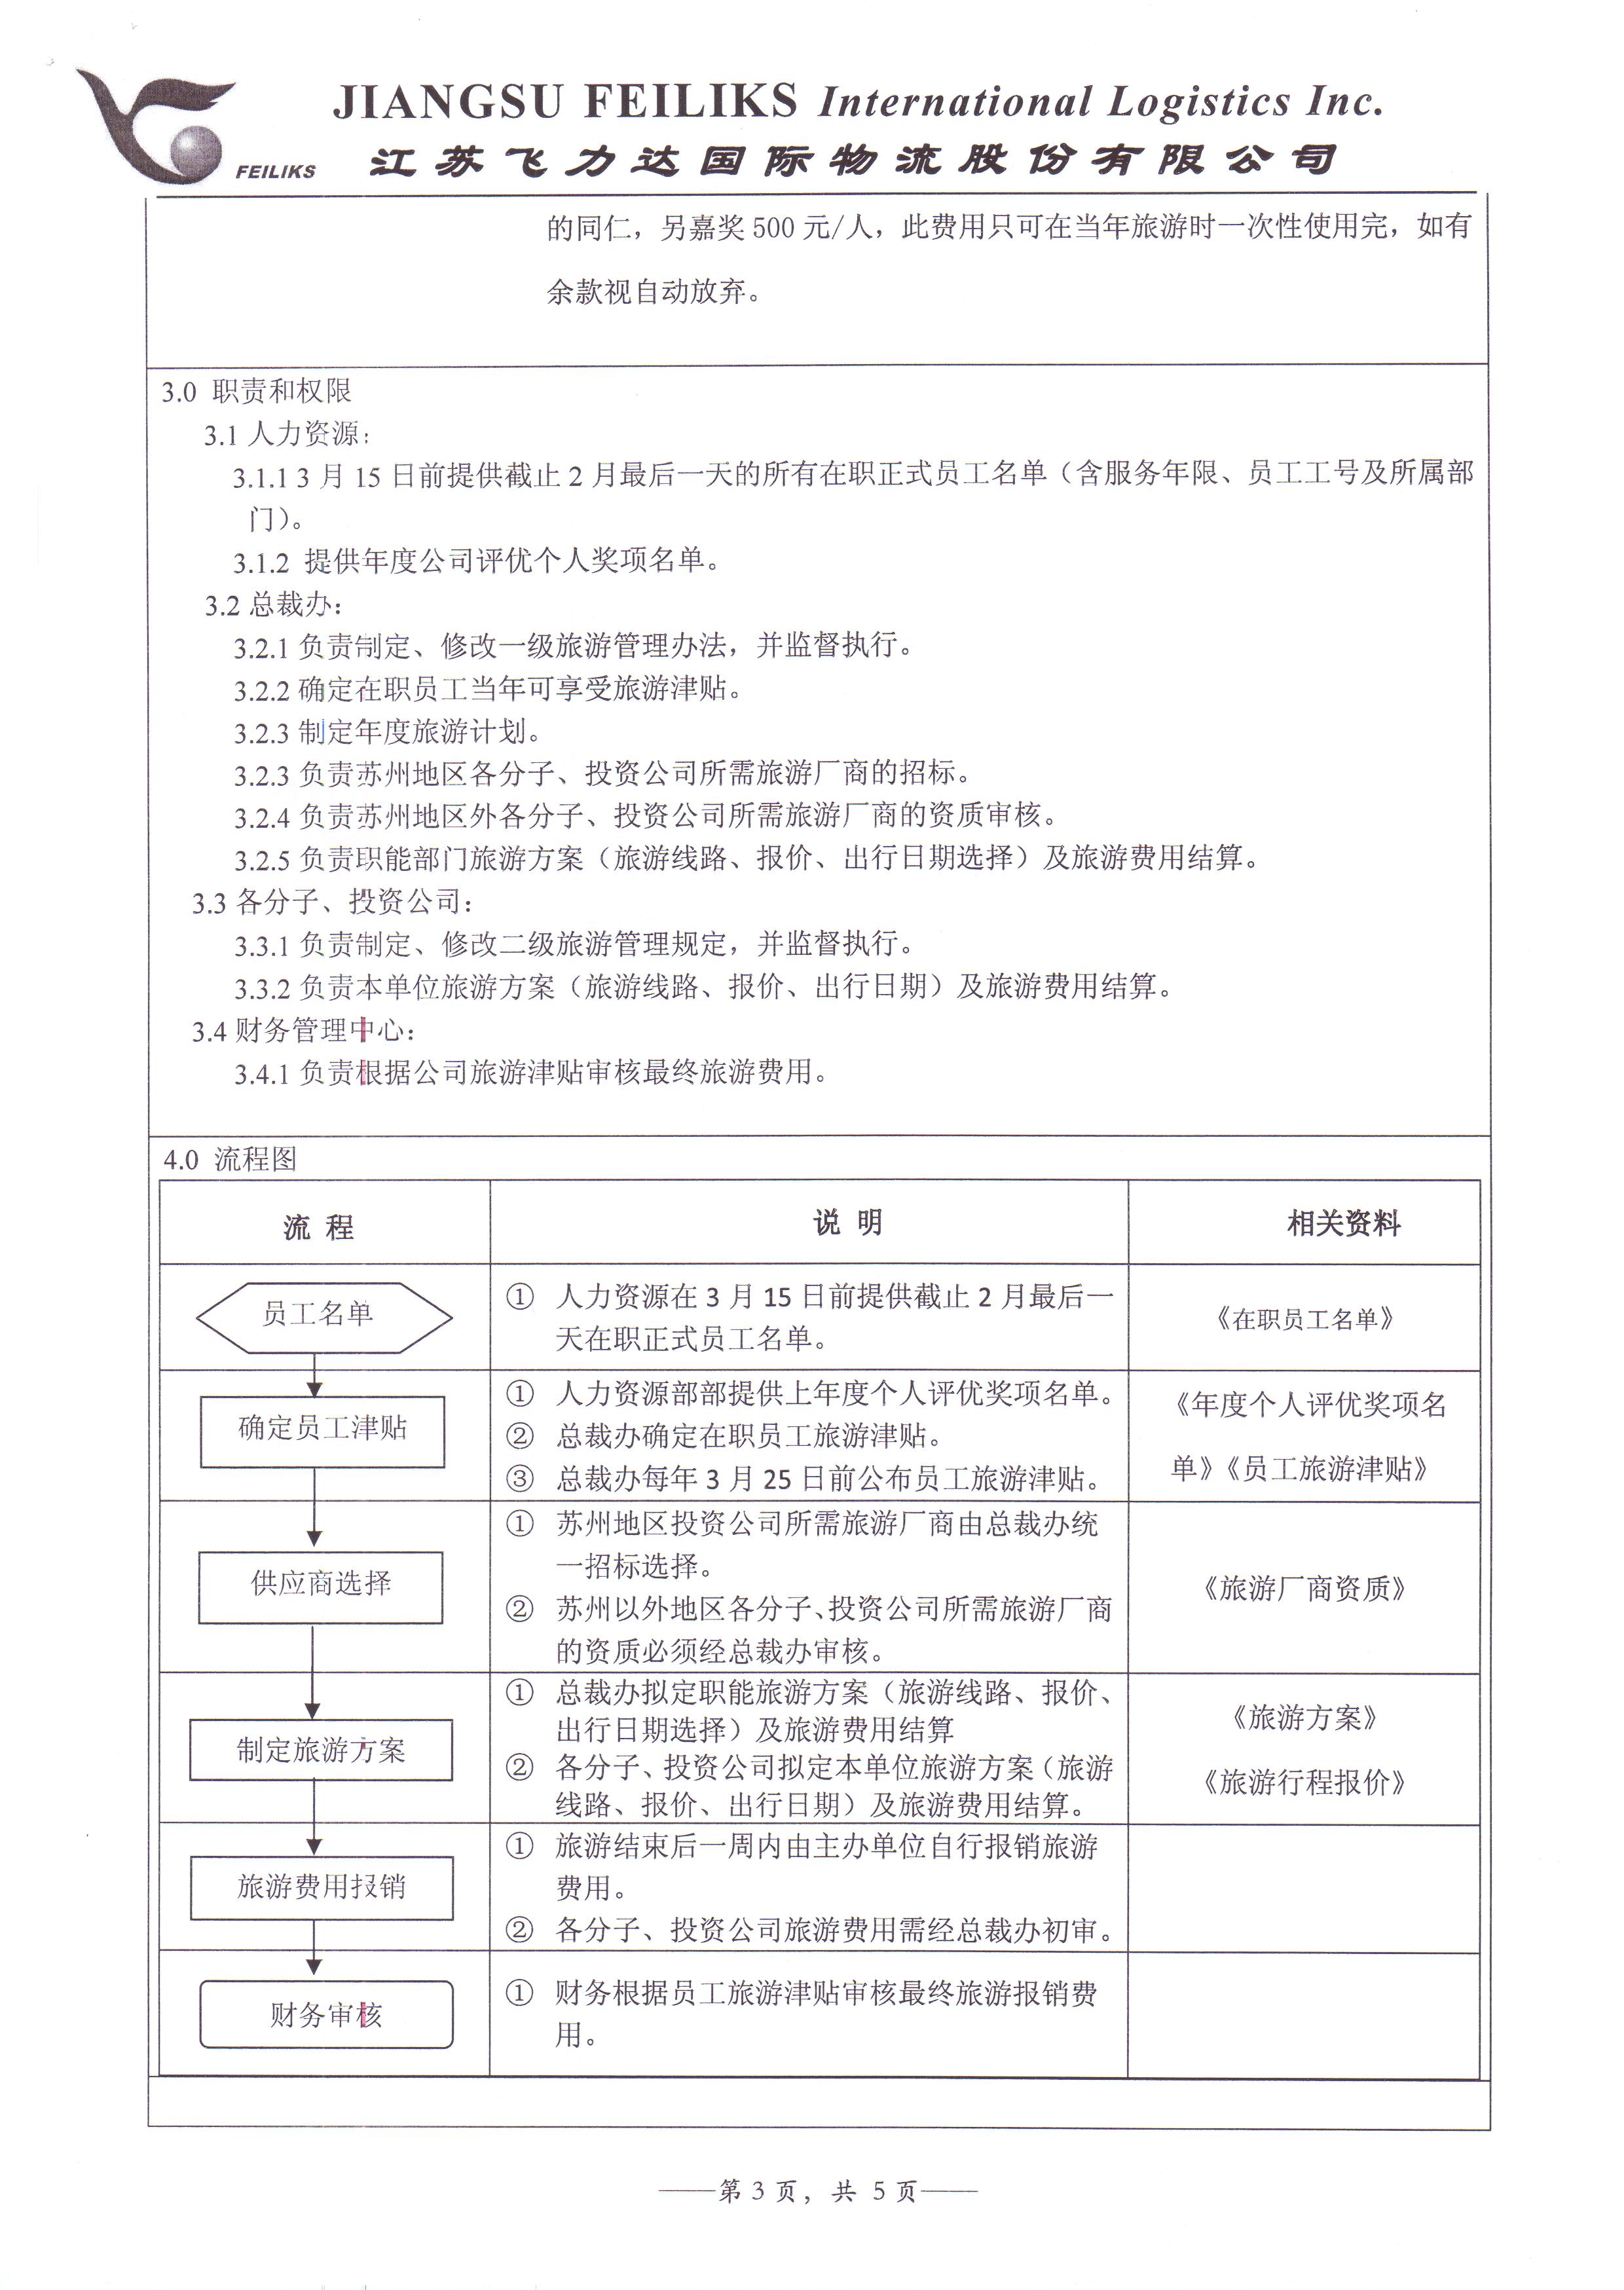 JIANGSU FEILIKS International Logistics Inc.
FEILIKS
江苏飞力达国际物流股份有限公司
的同仁，另嘉奖 500 元/人，此费用只可在当年旅游时一次性使用完，如有
余款视自动放弃。
3.0 职责和权限
3.1 人力资源：
3.1.1 3 月 15 日前提供截止 2 月最后一天的所有在职正式员工名单（含服务年限、员工工号及所属部
门）。
3.1.2 提供年度公司评优个人奖项名单。
3.2 总裁办：
3.2.1 负责制定、修改一级旅游管理办法，并监督执行。
3.2.2 确定在职员工当年可享受旅游津贴。
3.2.3 制定年度旅游计划。
3.2.3 负责苏州地区各分子、投资公司所需旅游厂商的招标。
3.2.4 负责苏州地区外各分子、投资公司所需旅游厂商的资质审核。
3.2.5 负责职能部门旅游方案（旅游线路、报价、出行日期选择）及旅游费用结算。
3.3 各分子、投资公司：
3.3.1 负责制定、修改二级旅游管理规定，并监督执行。
3.3.2 负责本单位旅游方案（旅游线路、报价、出行日期）及旅游费用结算。
3.4 财务管理中心：
3.4.1 负责根据公司旅游津贴审核最终旅游费用。
4.0 流程图
流 程
说 明
相关资料
员工名单
① 人力资源在 3 月 15 日前提供截止 2 月最后一
天在职正式员工名单。
《在职员工名单》
确定员工津贴
① 人力资源部部提供上年度个人评优奖项名单。
② 总裁办确定在职员工旅游津贴。
③ 总裁办每年 3 月 25 日前公布员工旅游津贴。
《年度个人评优奖项名
单》《员工旅游津贴》
供应商选择
① 苏州地区投资公司所需旅游厂商由总裁办统
一招标选择。
② 苏州以外地区各分子、投资公司所需旅游厂商
的资质必须经总裁办审核。
《旅游厂商资质》
制定旅游方案
① 总裁办拟定职能旅游方案（旅游线路、报价、
出行日期选择）及旅游费用结算
② 各分子、投资公司拟定本单位旅游方案（旅游
线路、报价、出行日期）及旅游费用结算。
《旅游方案》
《旅游行程报价》
旅游费用报销
① 旅游结束后一周内由主办单位自行报销旅游
费用。
② 各分子、投资公司旅游费用需经总裁办初审。
财务审核
① 财务根据员工旅游津贴审核最终旅游报销费
用。
——第 3 页，共 5 页——